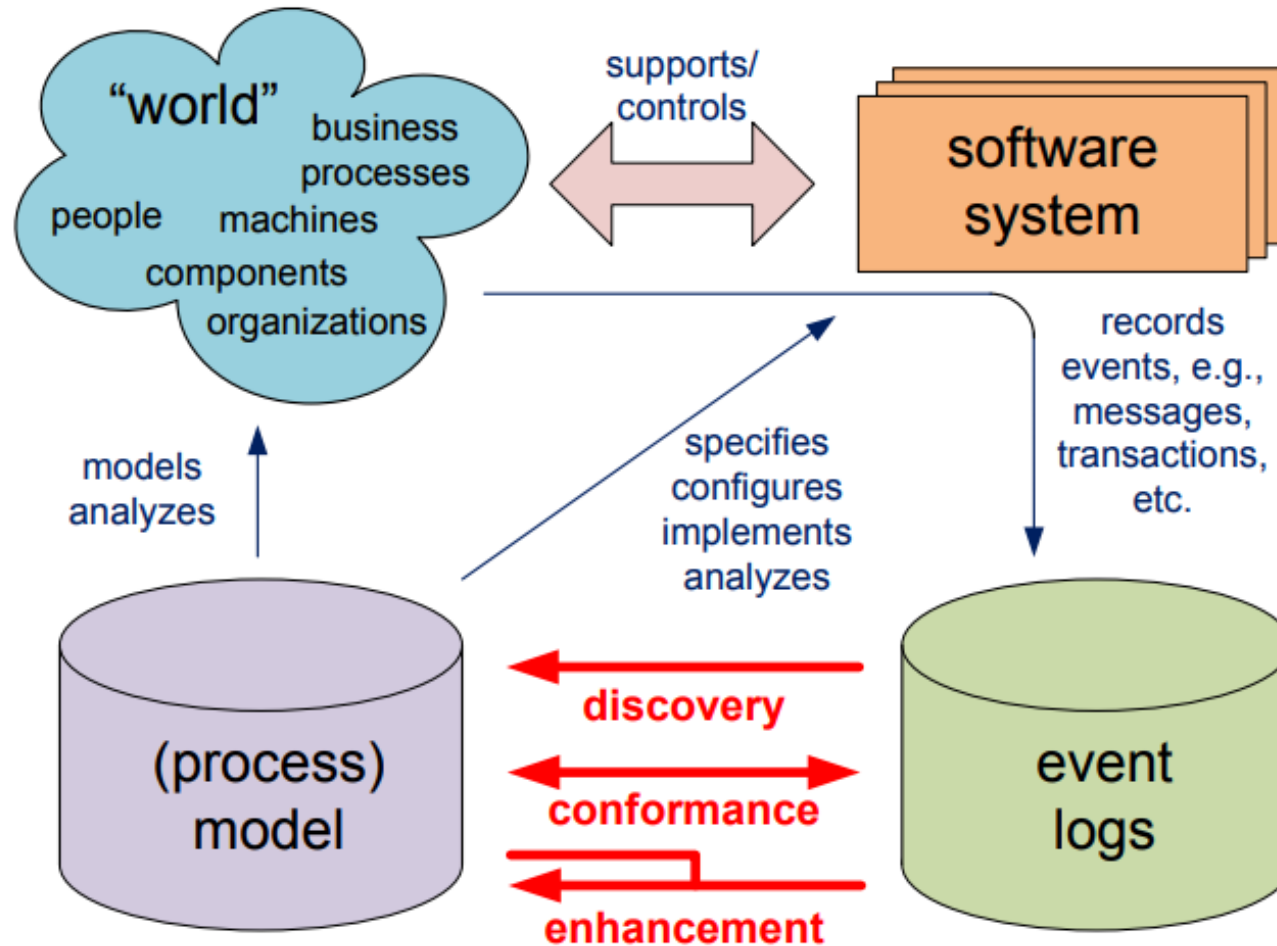 “world”
business
processes
people
machines
components
organizations
supports/
controls
software
system
records
events, e.g.,
messages,
transactions,
etc.
models
analyzes
specifies
configures
implements
analyzes
(process)
model
discovery
conformance
enhancement
event
logs